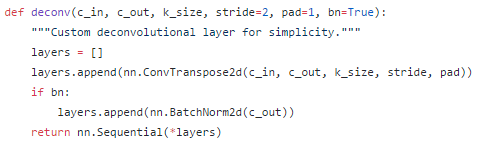 def deconv(c_in, c_out, k_size, stride=2, pad=1, bn=True):
    """Custom deconvolutional layer for simplicity."""
    layers = []
    layers.append(nn.ConvTranspose2d(c_in, c_out, k_size, stride, pad))
    if bn:
        layers.append(nn.BatchNorm2d(c_out))
    return nn.Sequential(*layers)